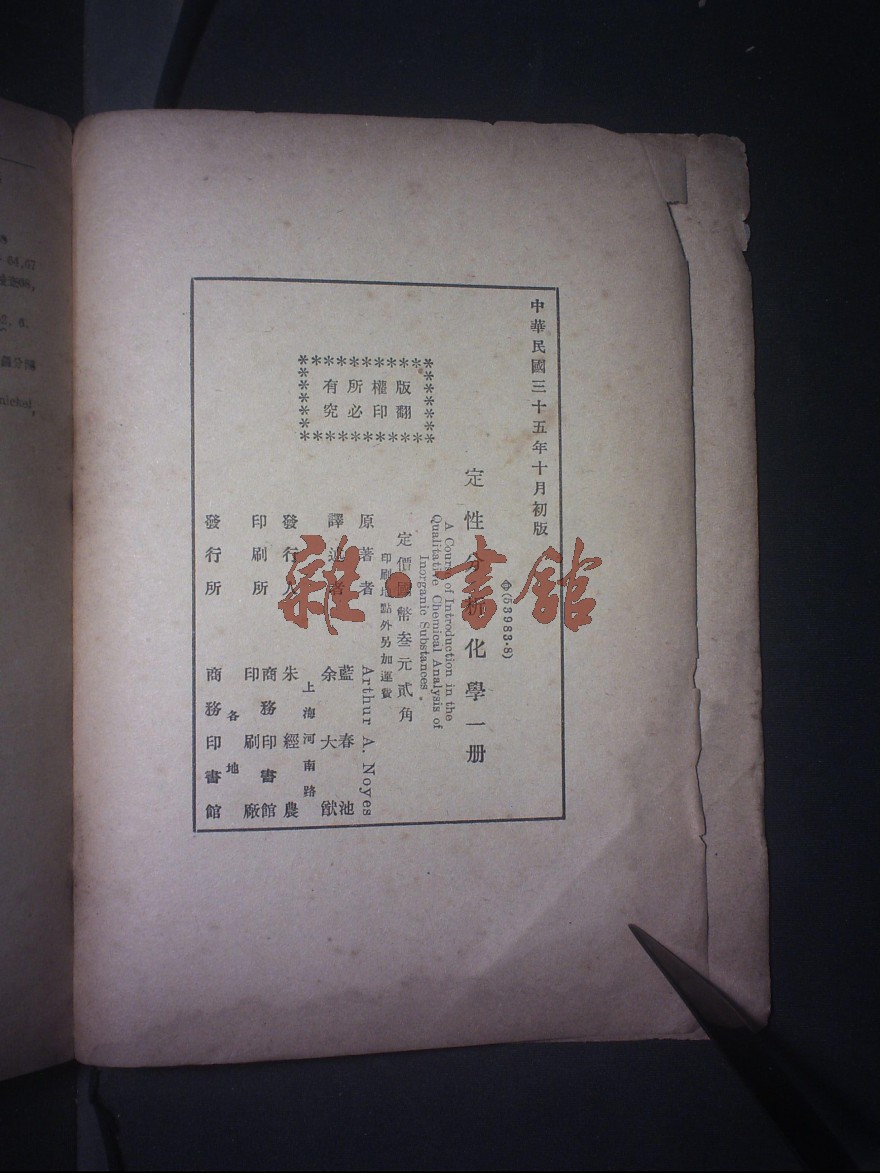 中華民國三十五年十月初版
(53983·8)
定性分析化學一册
A Course of Introduction in the
Qualitative Chemical Analysis of
Inorganic Substances.
定價國幣叁元貳角
印刷地點外另加運費
版權所有
翻印必究
原著者 Arthur A. Noyes
譯述者 藍春池
余大猷
發行人 朱經農
上海河南路
印刷所 商務印書館
印刷廠
發行所 各地
商務印書館
雜·書館
64,67
nickel,